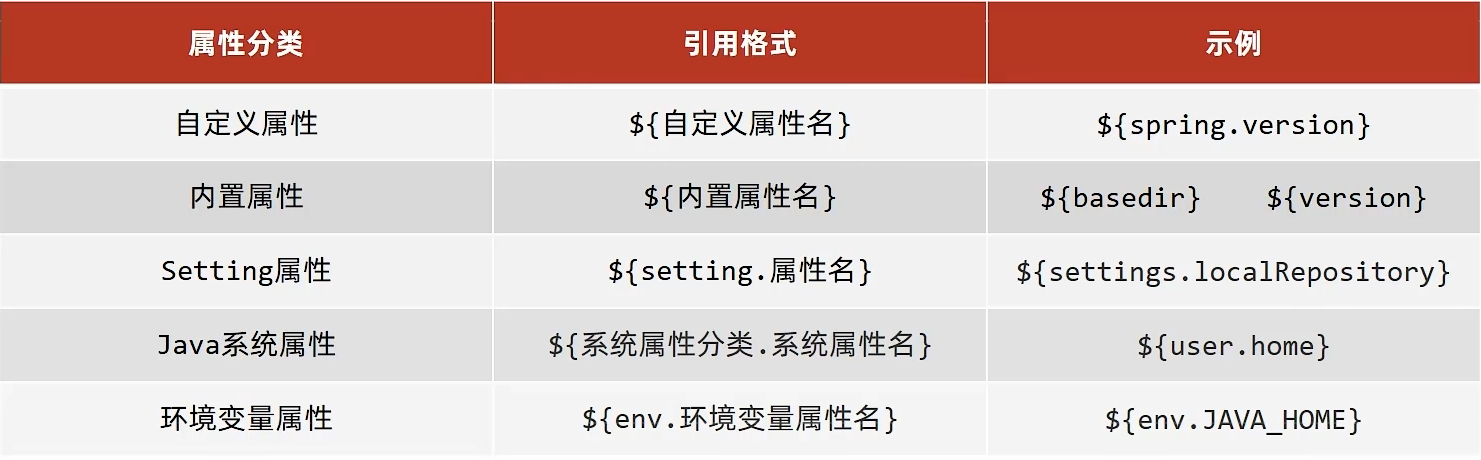 属性分类 引用格式 示例
自定义属性 ${自定义属性名} ${spring.version}
内置属性 ${内置属性名} ${basedir} ${version}
Setting属性 ${setting.属性名} ${settings.localRepository}
Java系统属性 ${系统属性分类.系统属性名} ${user.home}
环境变量属性 ${env.环境变量属性名} ${env.JAVA_HOME}